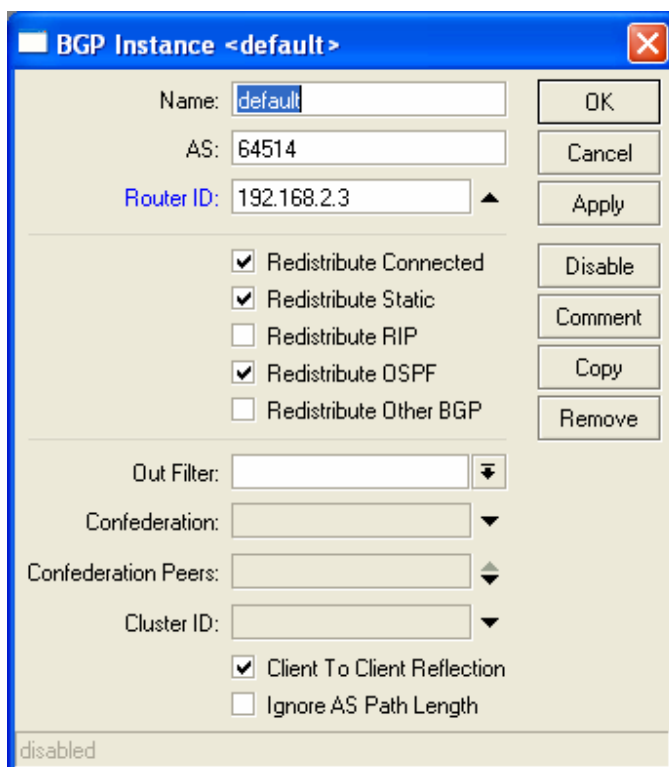 BGP Instance <default>
Name: default
OK
AS: 64514
Cancel
Router ID: 192.168.2.3
Apply
Redistribute Connected
Disable
Redistribute Static
Comment
Redistribute RIP
Redistribute OSPF
Copy
Redistribute Other BGP
Remove
Out Filter:
Confederation:
Confederation Peers:
Cluster ID:
Client To Client Reflection
Ignore AS Path Length
disabled